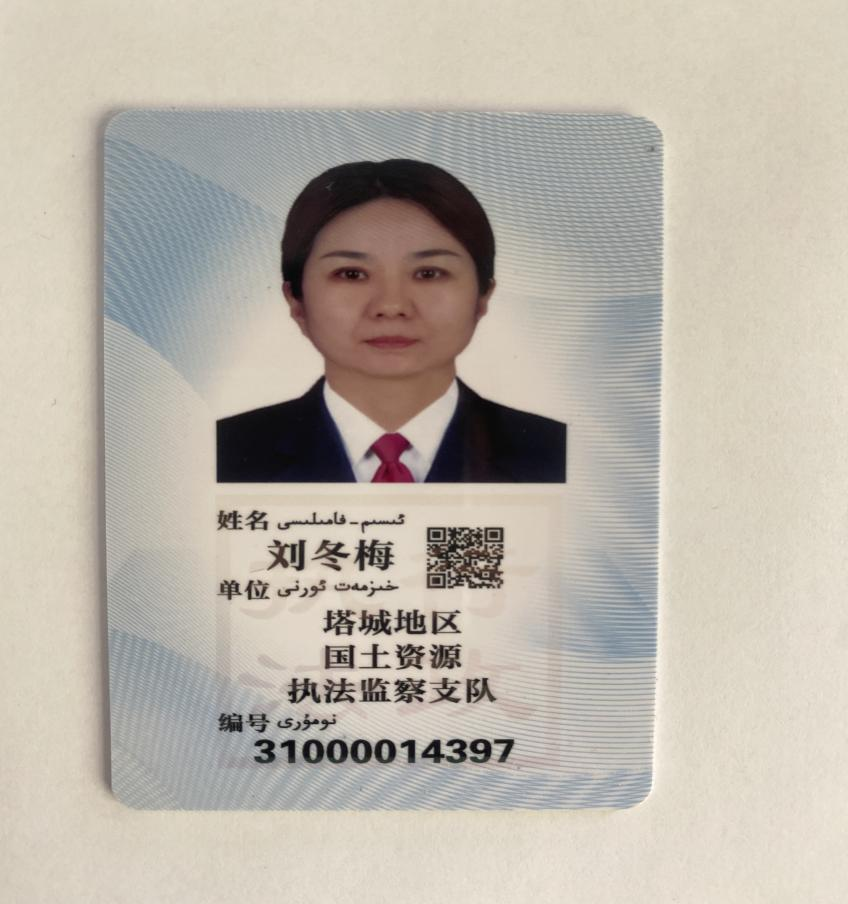 姓名 ئىسىم-فامىلىسى
刘冬梅
单位 خىزمەت ئورنى
塔城地区
国土资源
执法监察支队
编号 نومۇرى
31000014397